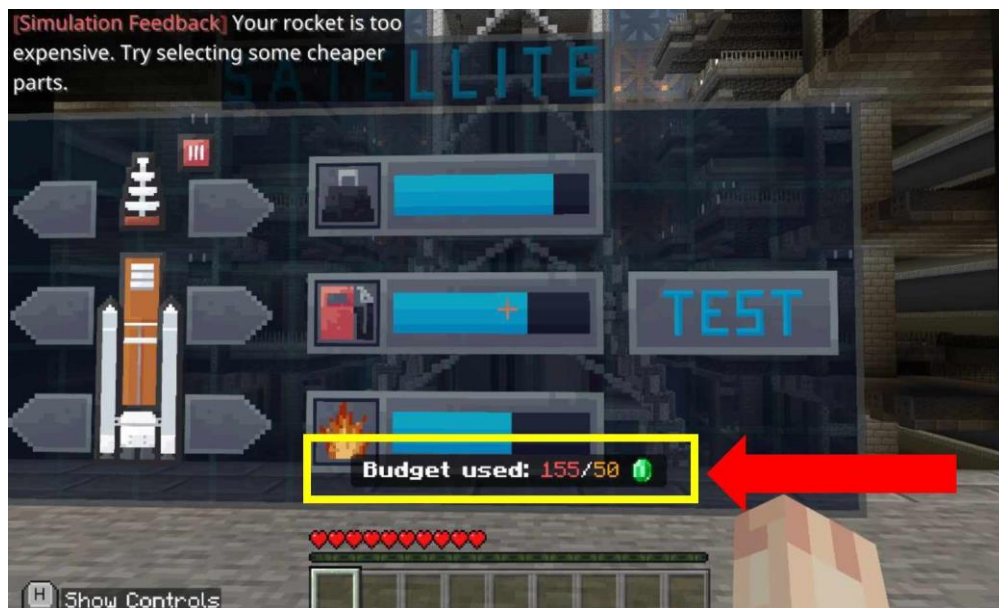 [Simulation Feedback] Your rocket is too
expensive. Try selecting some cheaper
parts.
SATELLITE
TEST
Budget used: 155/50
H Show Controls